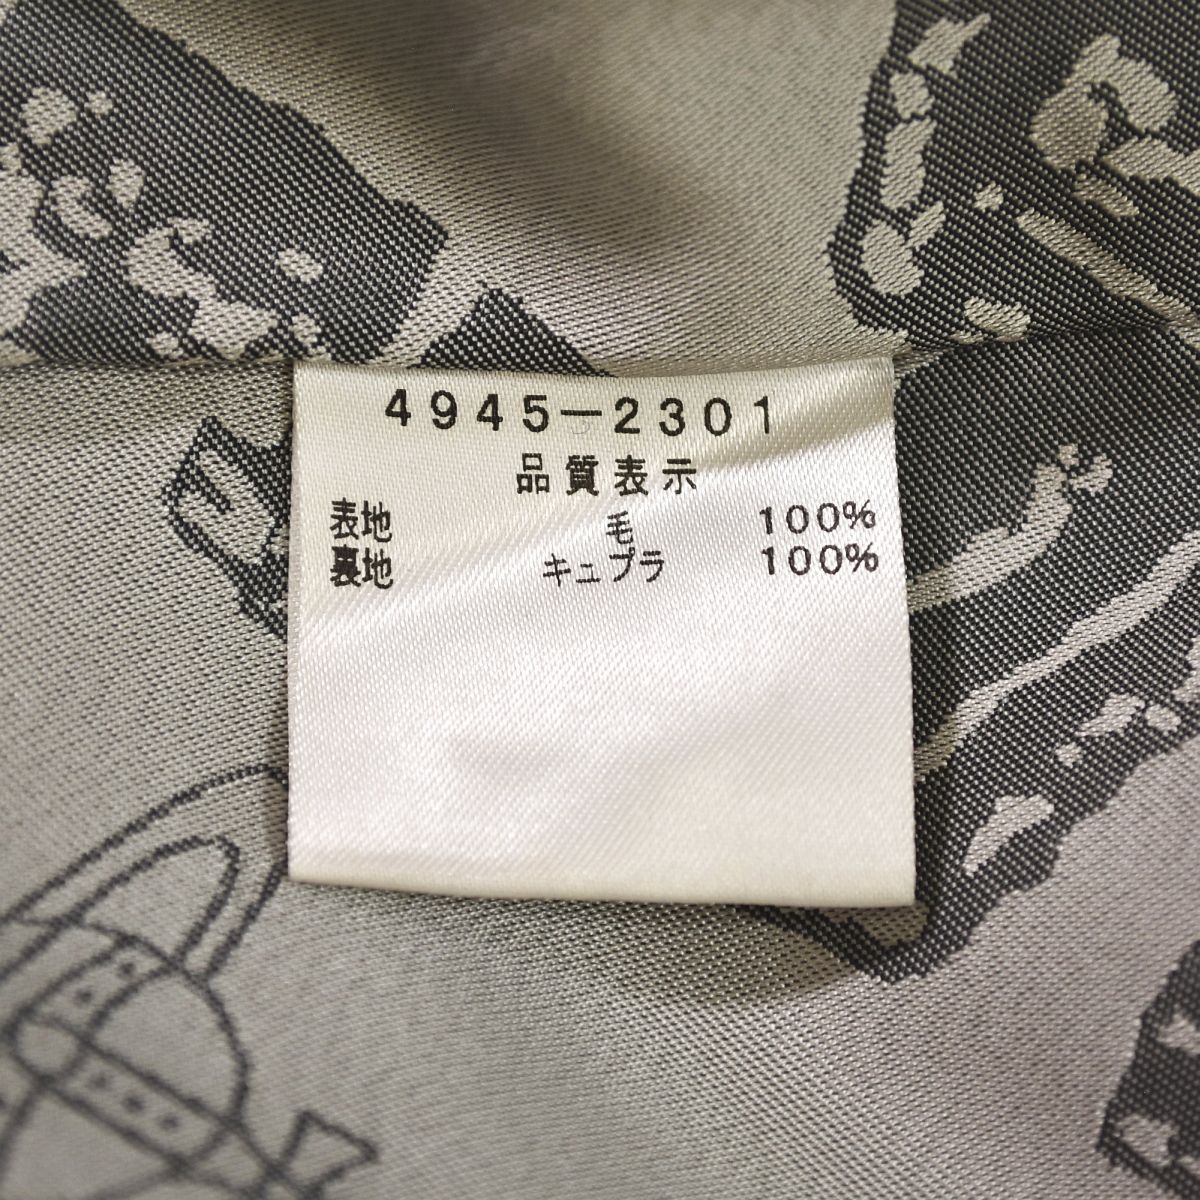 4945-2301
品質表示
表地 毛 100%
裏地 キュプラ 100%